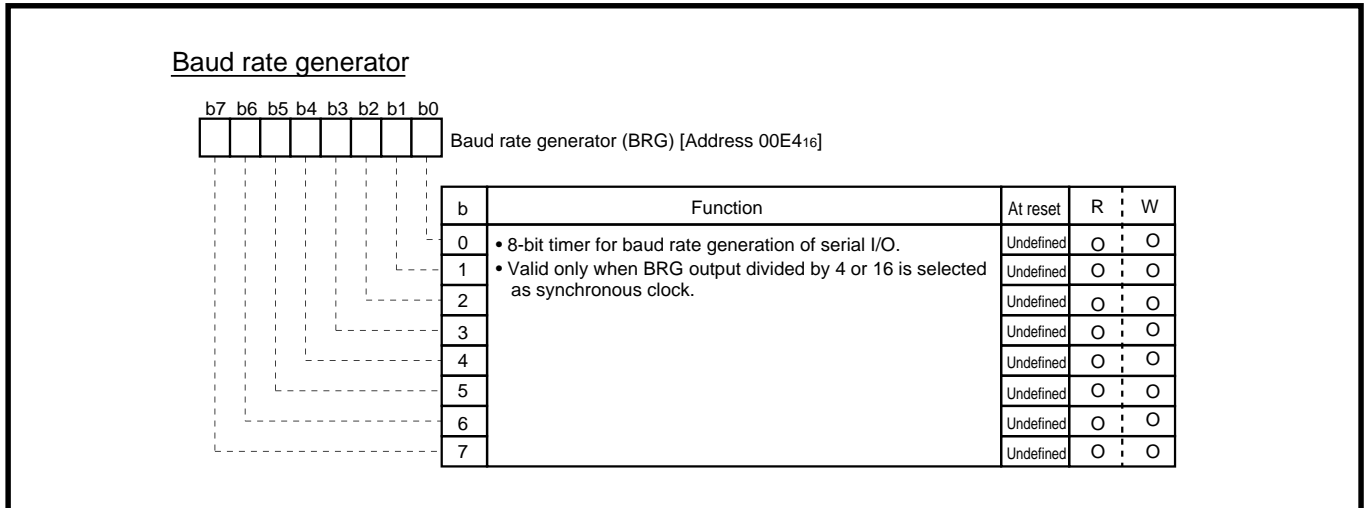 Baud rate generator
b7 b6 b5 b4 b3 b2 b1 b0
Baud rate generator (BRG) [Address 00E416]
b Function At reset R W
0 • 8-bit timer for baud rate generation of serial I/O. Undefined O O
1 • Valid only when BRG output divided by 4 or 16 is selected Undefined O O
as synchronous clock.
2 Undefined O O
3 Undefined O O
4 Undefined O O
5 Undefined O O
6 Undefined O O
7 Undefined O O